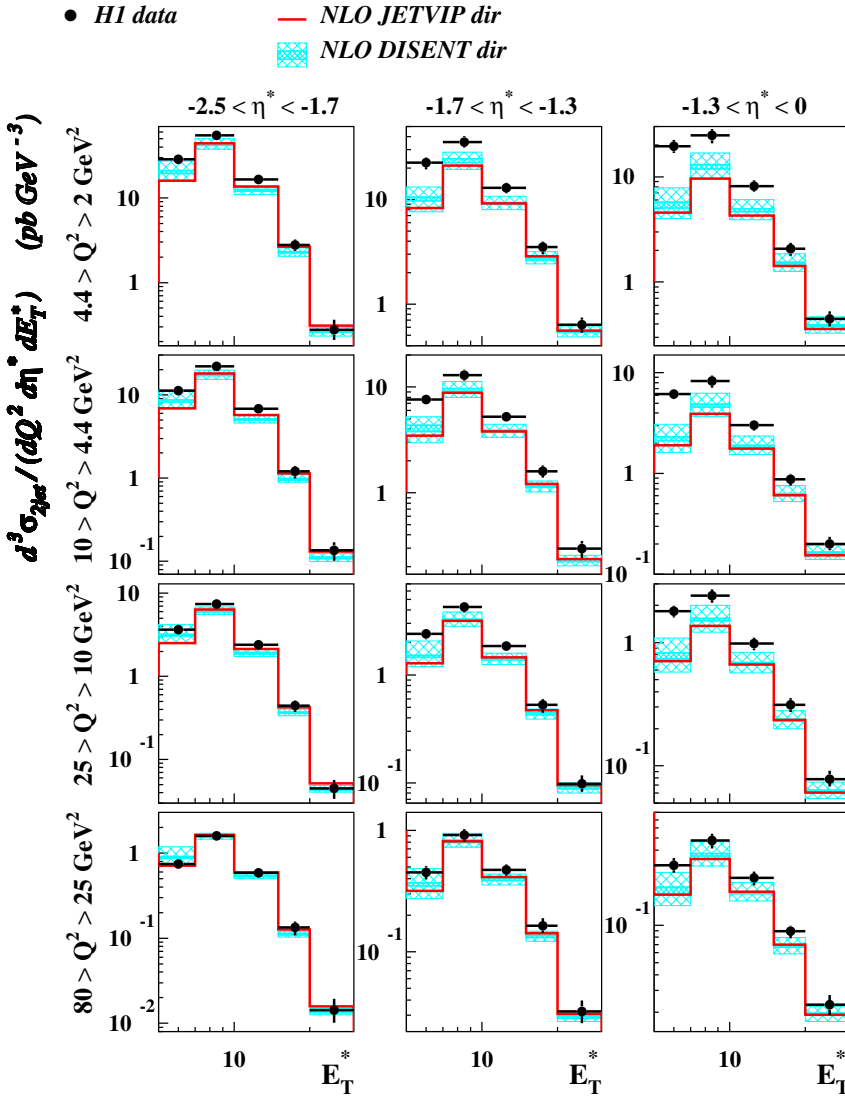 H1 data
NLO JETVIP dir
NLO DISENT dir
-2.5 < η* < -1.7
-1.7 < η* < -1.3
-1.3 < η* < 0
d³σ2jet/(dQ² dη* dE*T) (pb GeV⁻³)
4.4 > Q² > 2 GeV²
10
1
10
1
10
1
10 > Q² > 4.4 GeV²
10
1
10⁻¹
10
1
10
10
1
10⁻¹
25 > Q² > 10 GeV²
10
1
10⁻¹
1
10⁻¹
1
10⁻¹
80 > Q² > 25 GeV²
1
10⁻¹
10⁻²
1
10⁻¹
10⁻¹
10
10
10
E*T
E*T
E*T